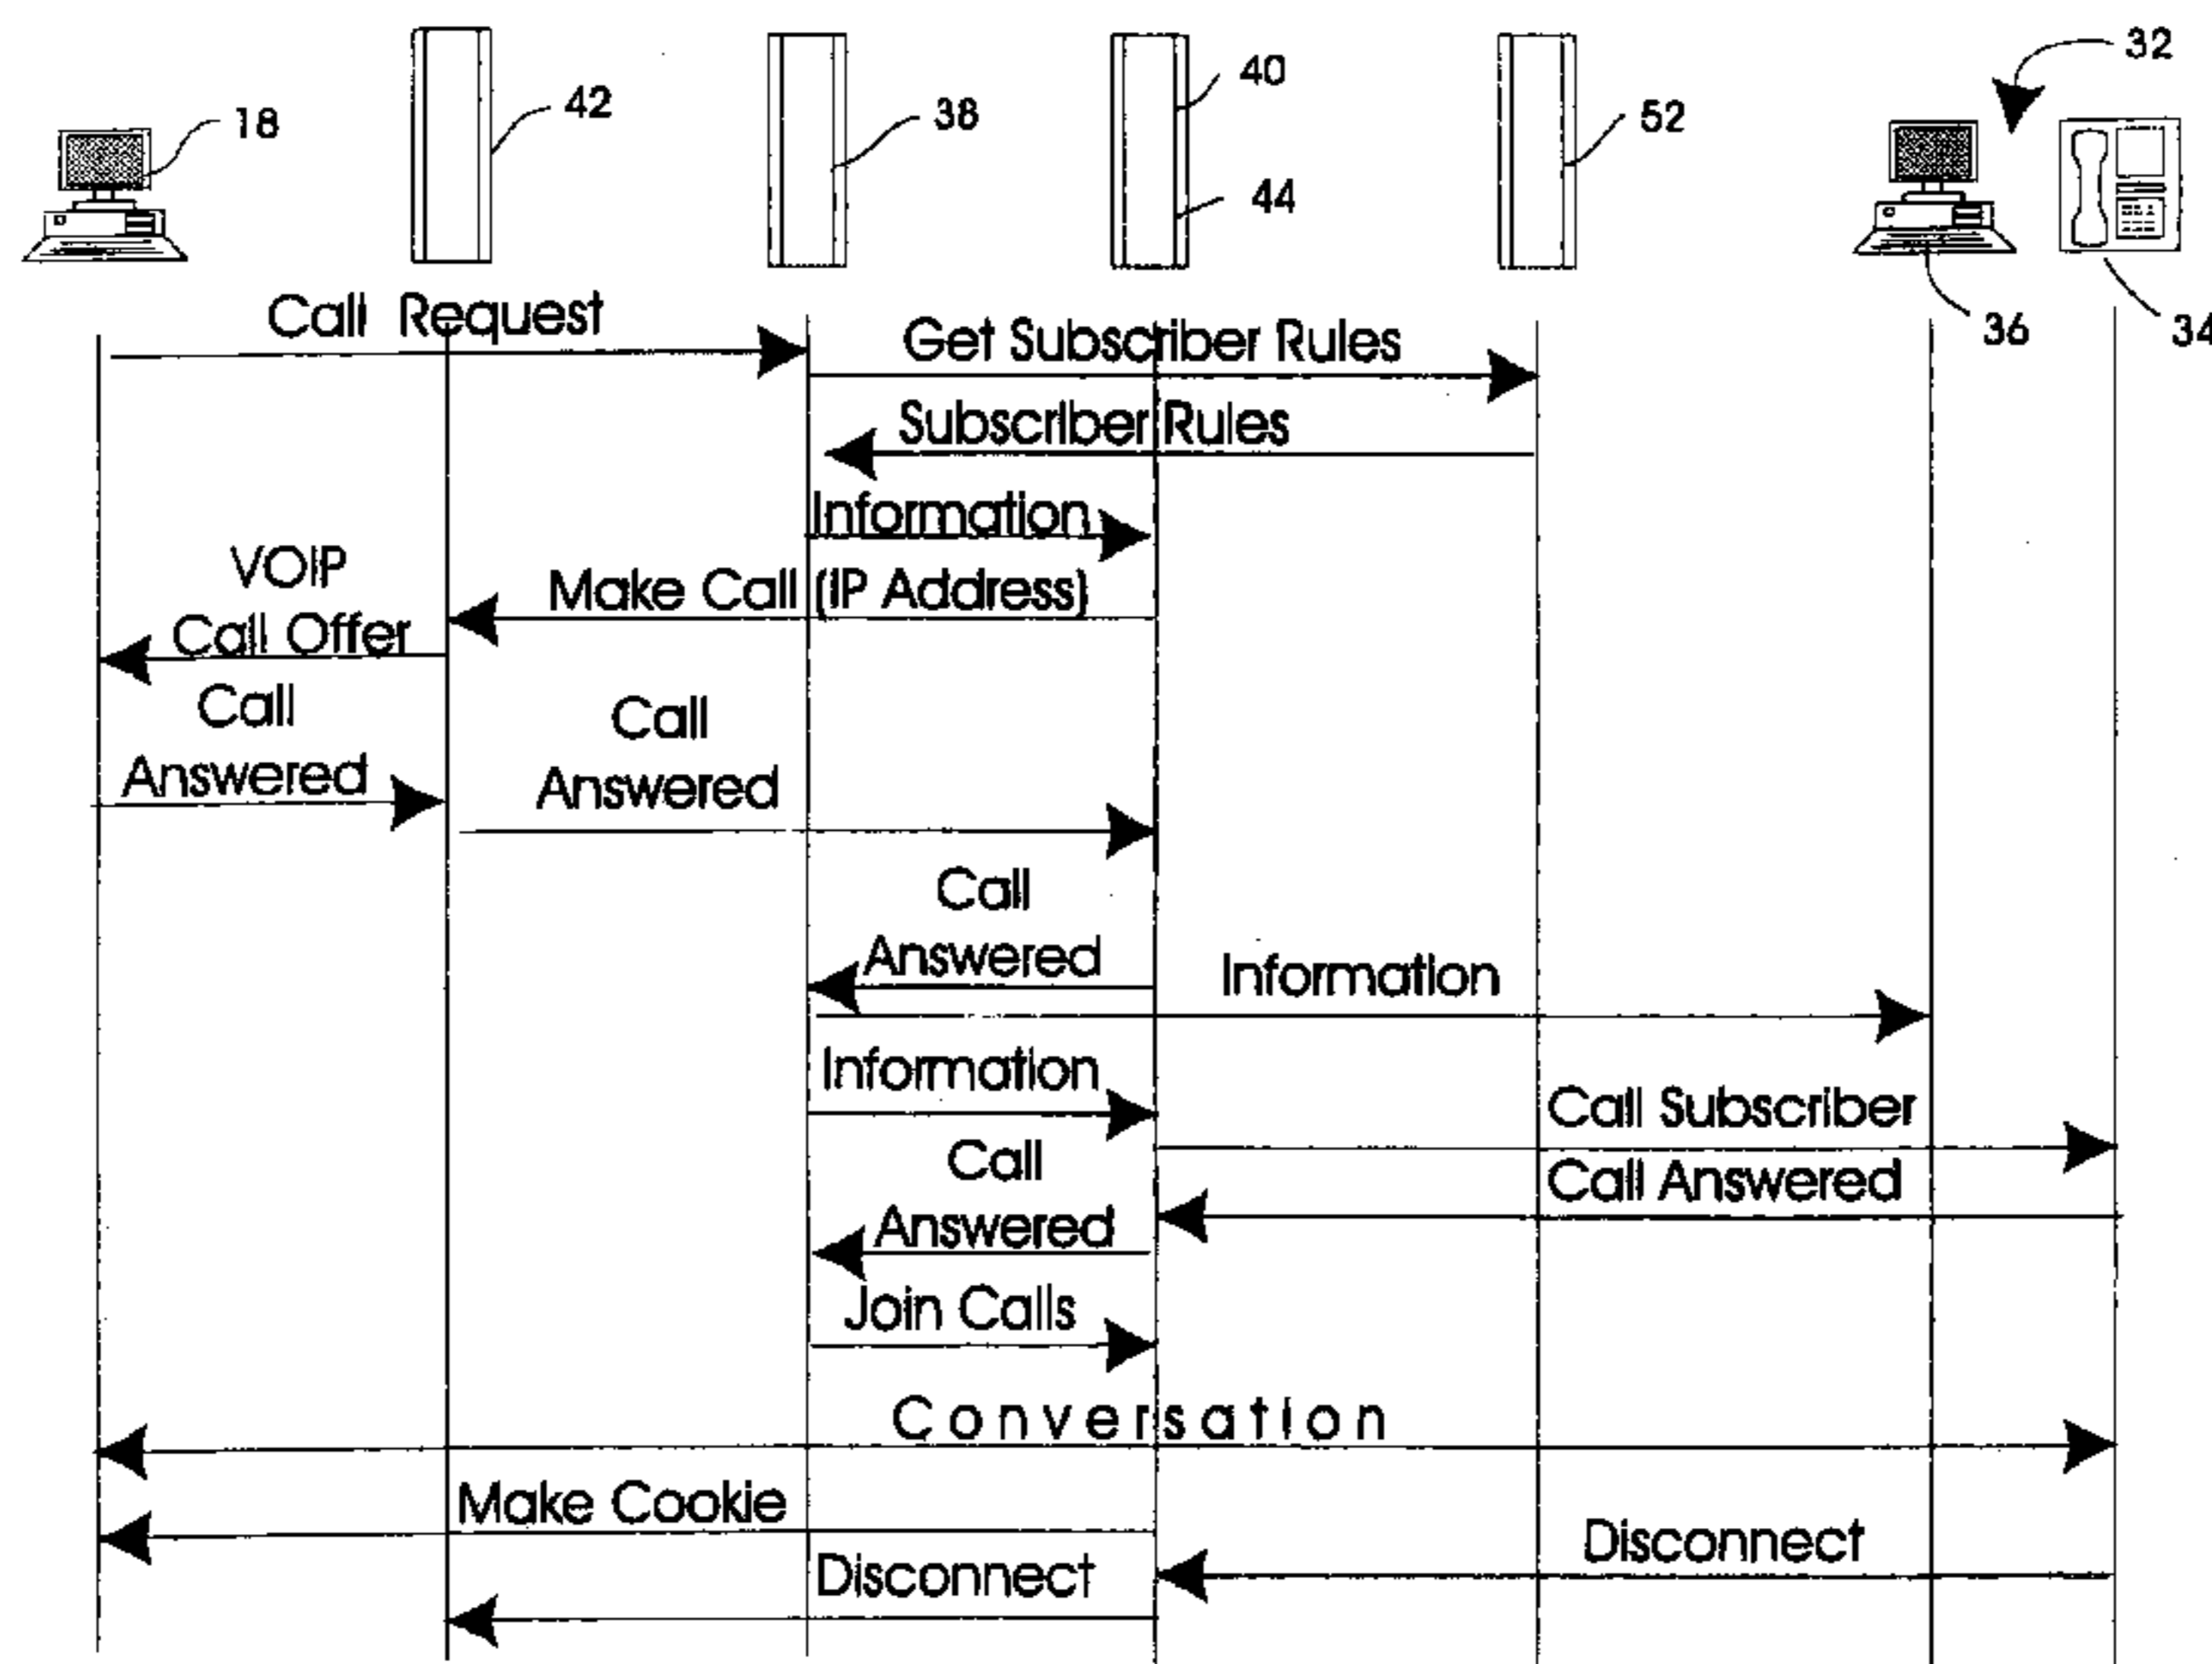 32
40
42
38
52
18
44
36
34
Call Request
Get Subscriber Rules
Subscriber Rules
Information
VOIP
Call Offer
Make Call (IP Address)
Call
Answered
Call
Answered
Call
Answered
Information
Information
Call Subscriber
Call Answered
Call
Answered
Join Calls
Conversation
Make Cookie
Disconnect
Disconnect